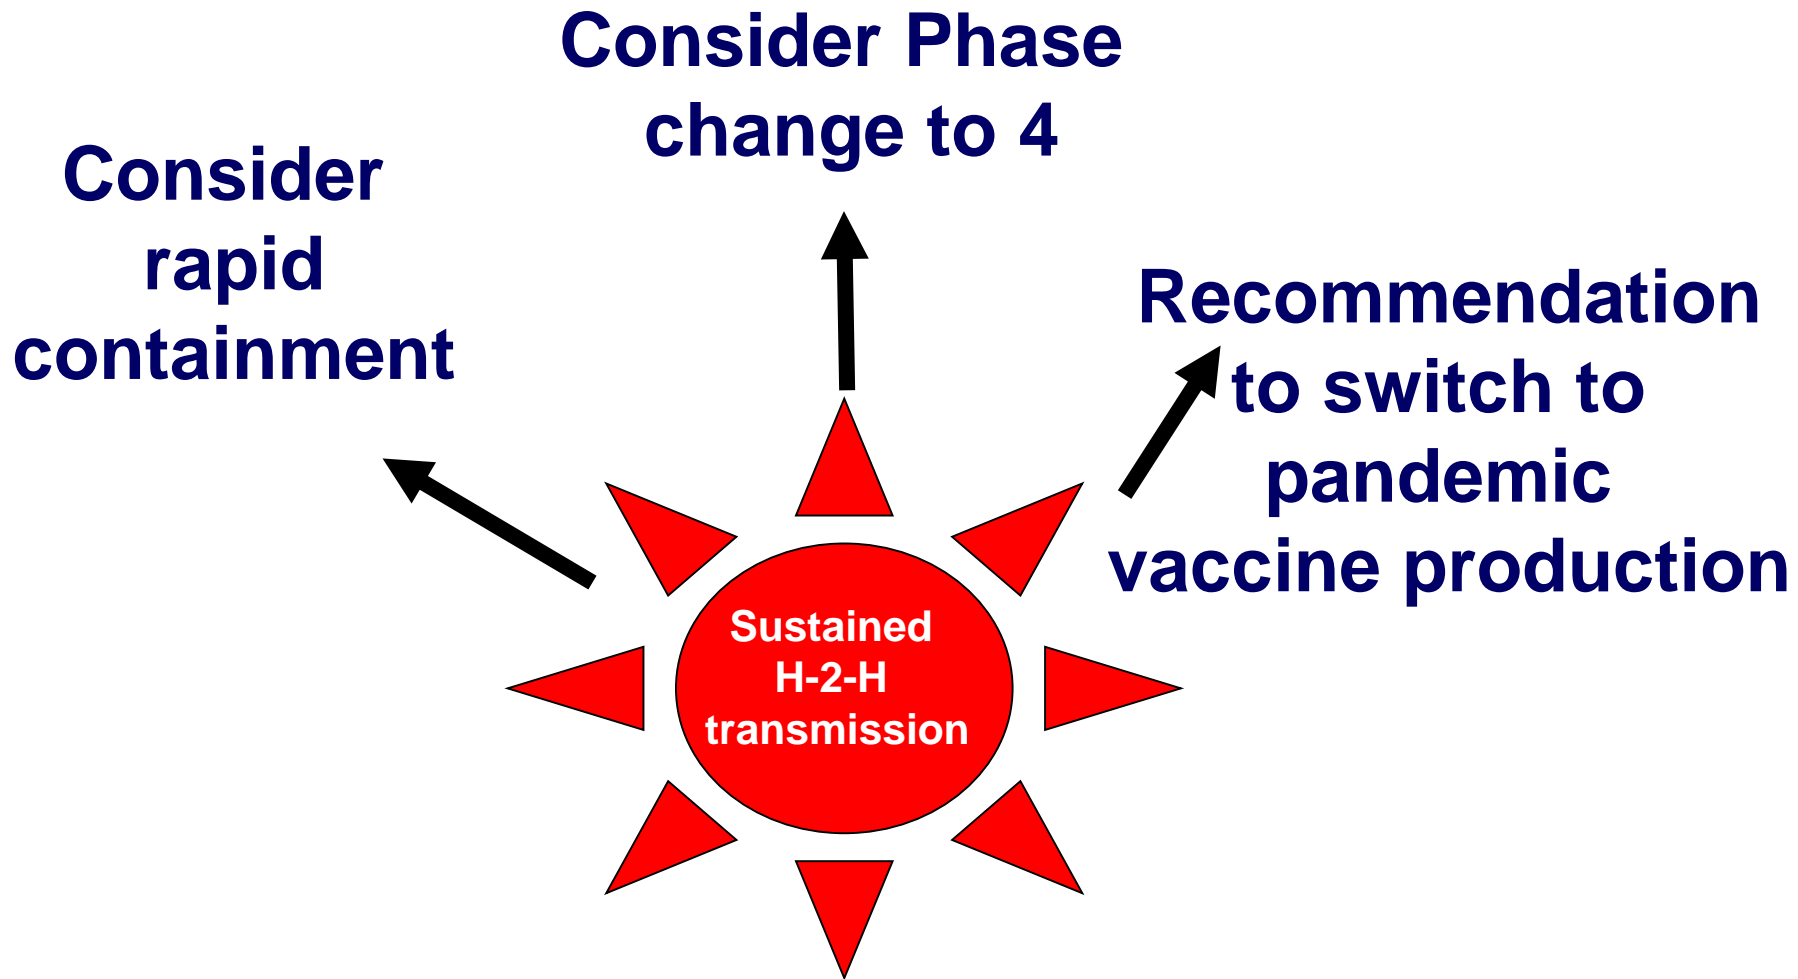 Consider Phase
change to 4
Consider
rapid
containment
Recommendation
to switch to
pandemic
vaccine production
Sustained
H-2-H
transmission